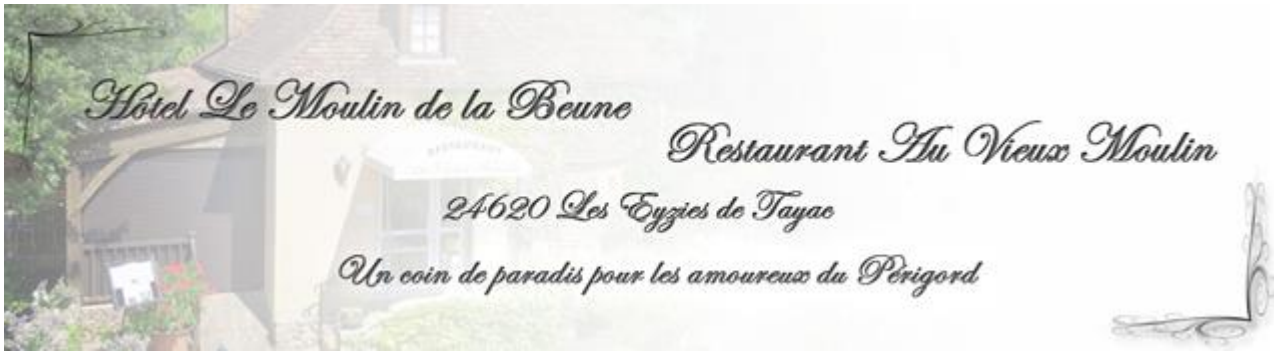 Hôtel Le Moulin de la Beune
Restaurant Au Vieux Moulin
RESTAURANT
24620 Les Eyzies de Tayac
Un coin de paradis pour les amoureux du Périgord